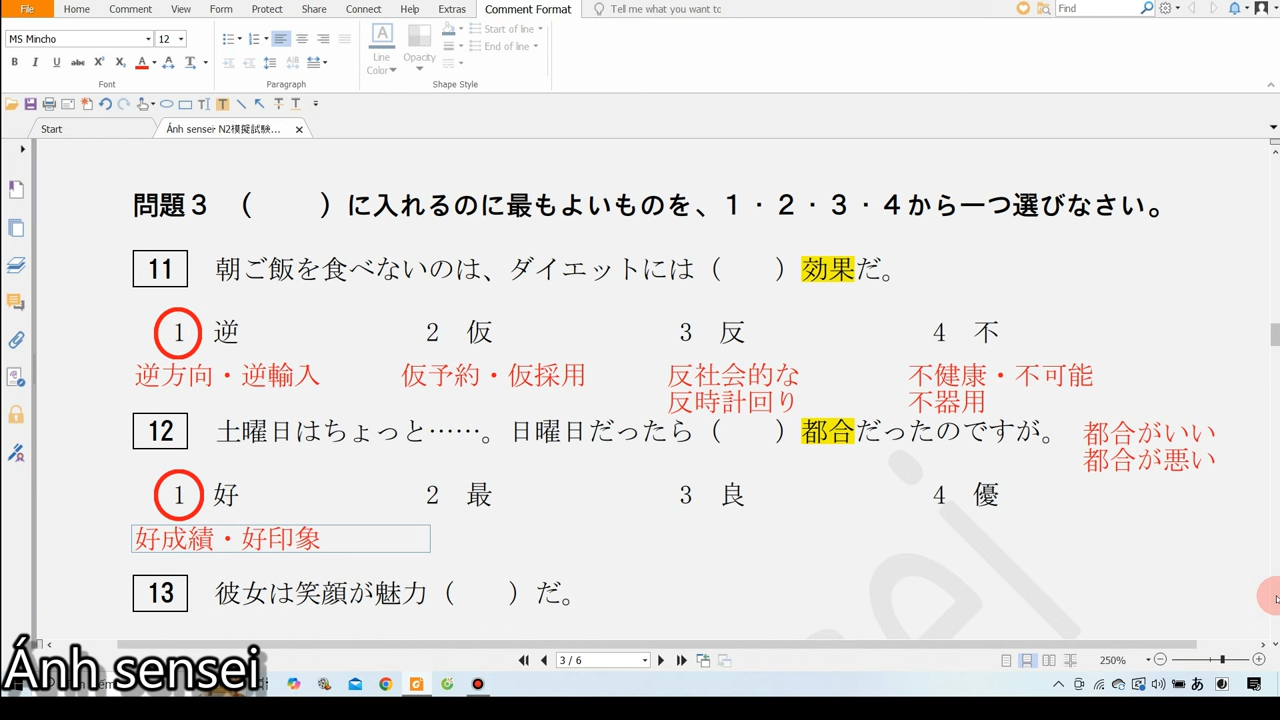 File Home Comment View Form Protect Share Connect Help Extras Comment Format Tell me what you want tc Find
MS Mincho 12 Line Color Opacity Start of line
End of line
Font Paragraph Shape Style
Start Ánh sensei- N2模擬試験...
問題３ （　　）に入れるのに最もよいものを、１・２・３・４から一つ選びなさい。
11 朝ご飯を食べないのは、ダイエットには（　　）効果だ。
1 逆 2 仮 3 反 4 不
逆方向・逆輸入 仮予約・仮採用 反社会的な 不健康・不可能
反時計回り 不器用
12 土曜日はちょっと……。日曜日だったら（　　）都合だったのですが。 都合がいい
都合が悪い
1 好 2 最 3 良 4 優
好成績・好印象
13 彼女は笑顔が魅力（　　）だ。
3 / 6 250%
Ánh sensei
あ